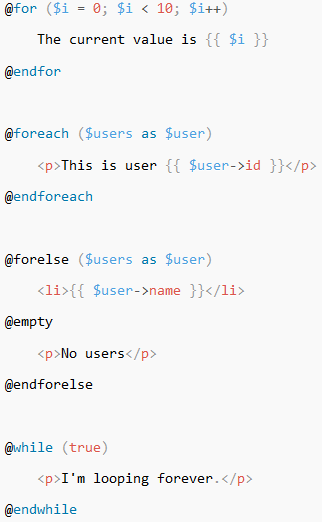 @for ($i = 0; $i < 10; $i++)
    The current value is {{ $i }}
@endfor

@foreach ($users as $user)
    <p>This is user {{ $user->id }}</p>
@endforeach

@forelse ($users as $user)
    <li>{{ $user->name }}</li>
@empty
    <p>No users</p>
@endforelse

@while (true)
    <p>I'm looping forever.</p>
@endwhile